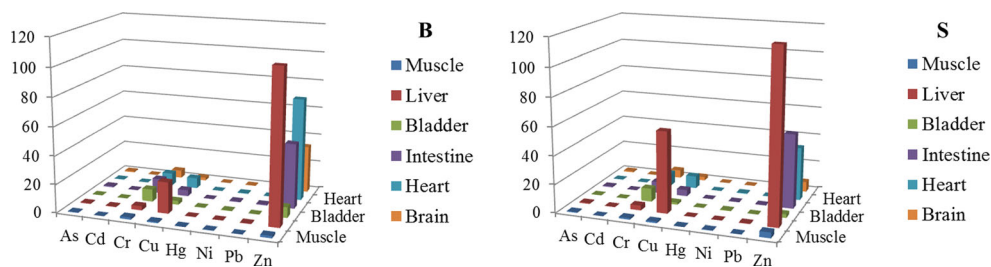 B
120
100
80
60
40
20
0
As Cd Cr Cu Hg Ni Pb Zn
Heart
Bladder
Muscle
Muscle
Liver
Bladder
Intestine
Heart
Brain
S
120
100
80
60
40
20
0
As Cd Cr Cu Hg Ni Pb Zn
Heart
Bladder
Muscle
Muscle
Liver
Bladder
Intestine
Heart
Brain